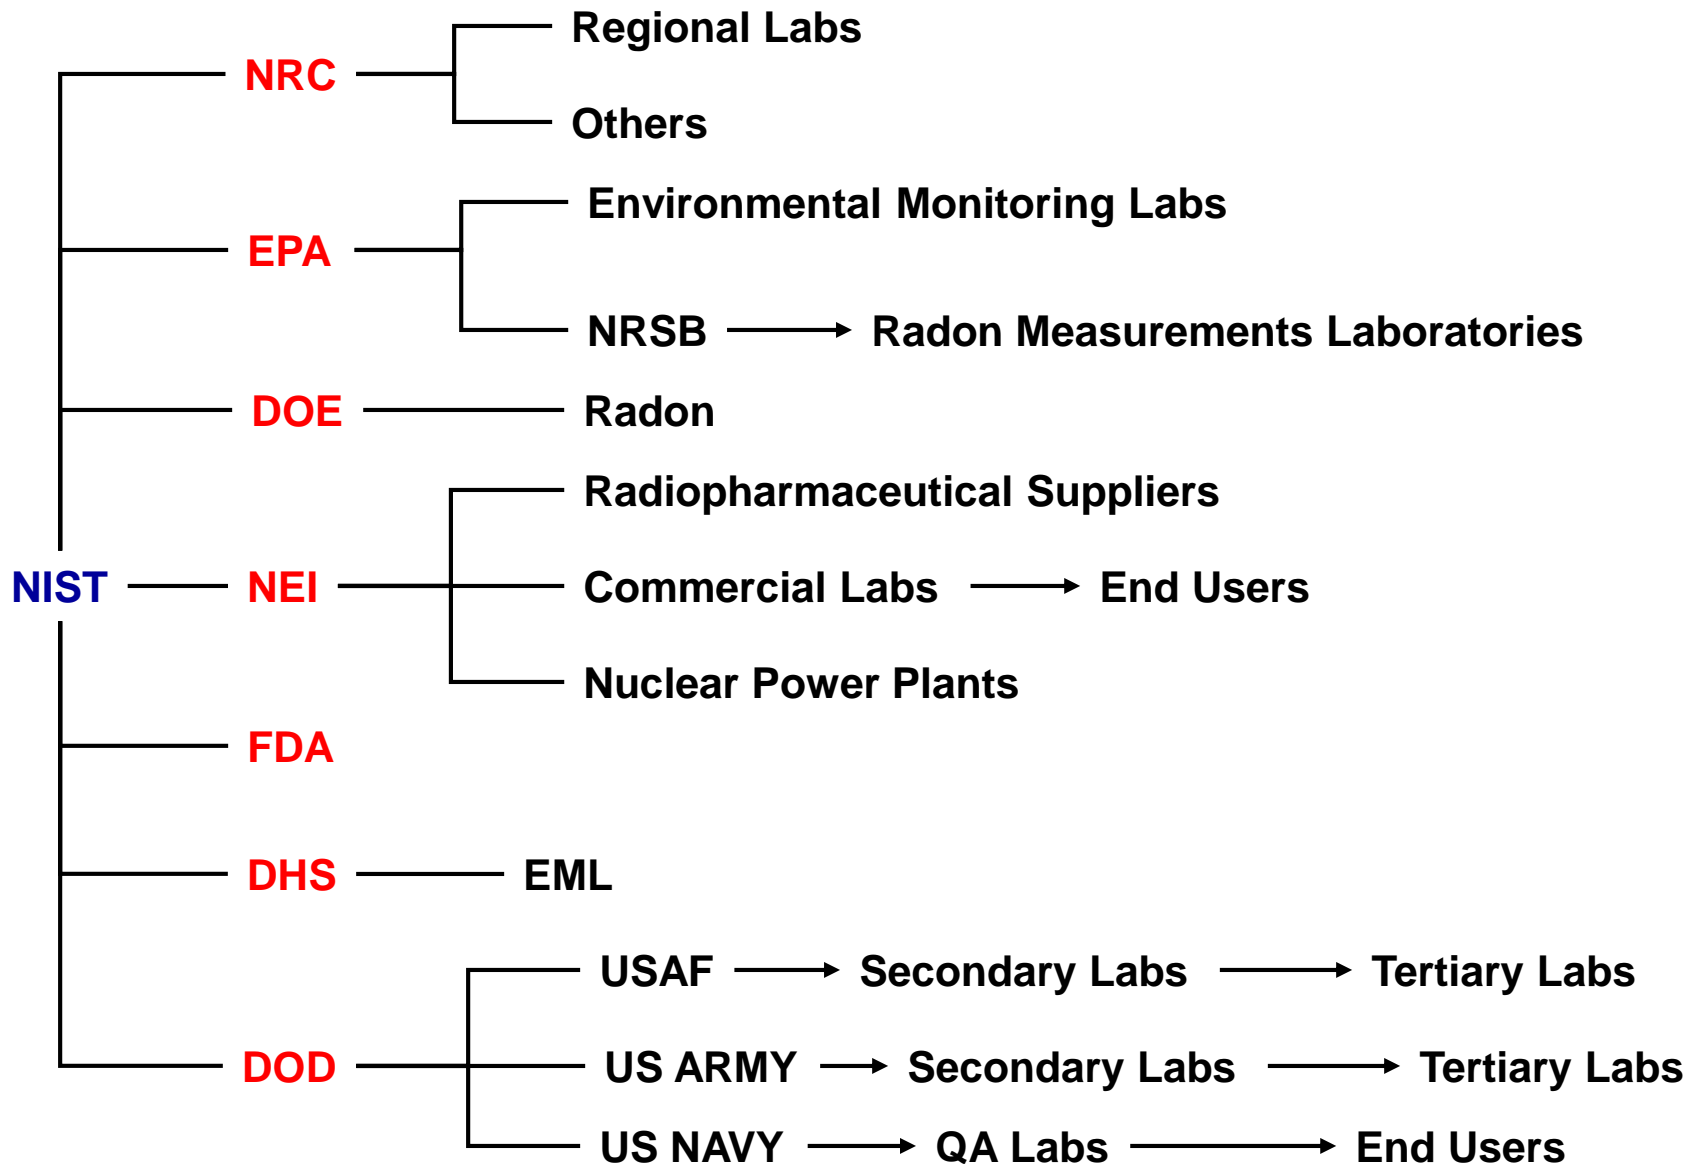 Regional Labs
NRC
Others
Environmental Monitoring Labs
EPA
NRSB Radon Measurements Laboratories
DOE Radon
Radiopharmaceutical Suppliers
NIST NEI Commercial Labs End Users
Nuclear Power Plants
FDA
DHS EML
USAF Secondary Labs Tertiary Labs
DOD US ARMY Secondary Labs Tertiary Labs
US NAVY QA Labs End Users